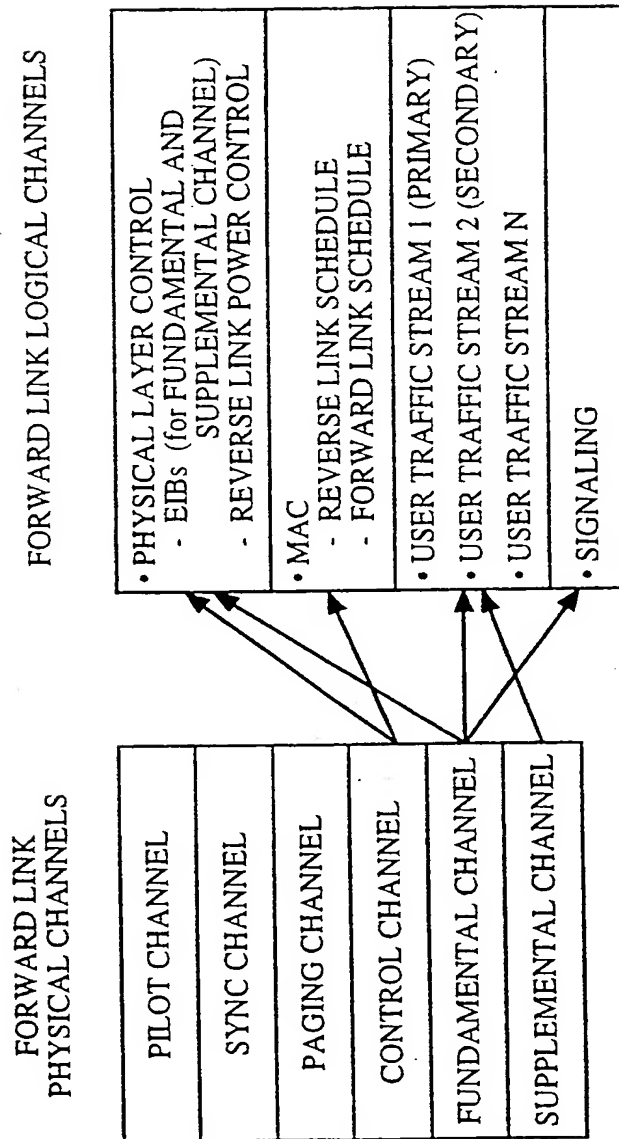 FORWARD LINK
PHYSICAL CHANNELS
PILOT CHANNEL
SYNC CHANNEL
PAGING CHANNEL
CONTROL CHANNEL
FUNDAMENTAL CHANNEL
SUPPLEMENTAL CHANNEL
FORWARD LINK LOGICAL CHANNELS
• PHYSICAL LAYER CONTROL
- EIBs (for FUNDAMENTAL AND
SUPPLEMENTAL CHANNEL)
- REVERSE LINK POWER CONTROL
• MAC
- REVERSE LINK SCHEDULE
- FORWARD LINK SCHEDULE
• USER TRAFFIC STREAM 1 (PRIMARY)
• USER TRAFFIC STREAM 2 (SECONDARY)
• USER TRAFFIC STREAM N
• SIGNALING